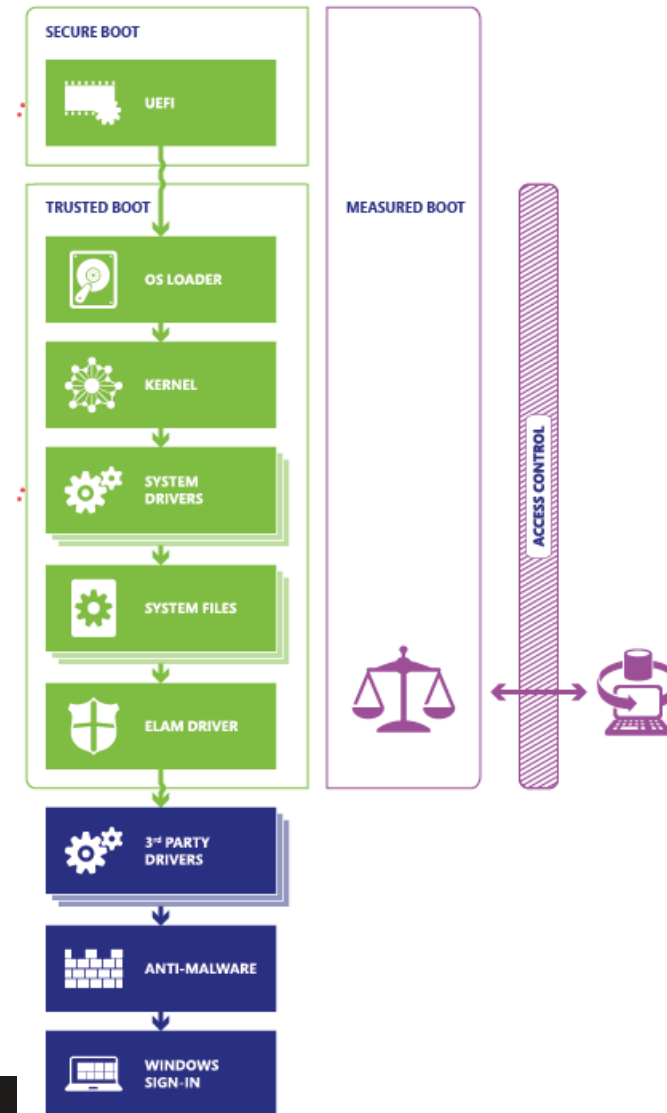 SECURE BOOT
UEFI
TRUSTED BOOT
MEASURED BOOT
OS LOADER
KERNEL
SYSTEM
DRIVERS
ACCESS CONTROL
SYSTEM FILES
ELAM DRIVER
3rd PARTY
DRIVERS
ANTI-MALWARE
WINDOWS
SIGN-IN